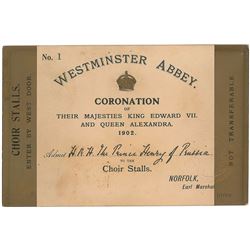 No. 1
WESTMINSTER ABBEY.
CORONATION
OF
THEIR MAJESTIES KING EDWARD VII.
AND QUEEN ALEXANDRA.
1902.
Admit H.R.H. The Prince Henry of Prussia
TO THE
Choir Stalls.
NORFOLK,
Earl Marshal
CHOIR STALLS.
ENTER BY WEST DOOR.
NOT TRANSFERABLE